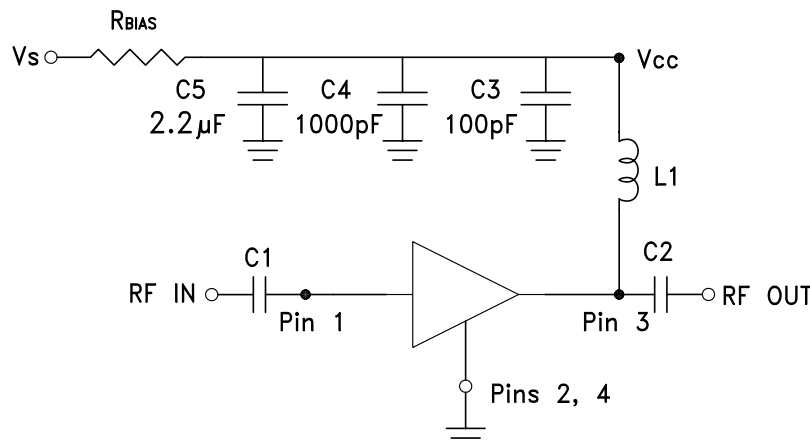 RBIAS
Vs
Vcc
C5
2.2µF
C4
1000pF
C3
100pF
L1
C1
C2
RF IN
RF OUT
Pin 1
Pin 3
Pins 2, 4